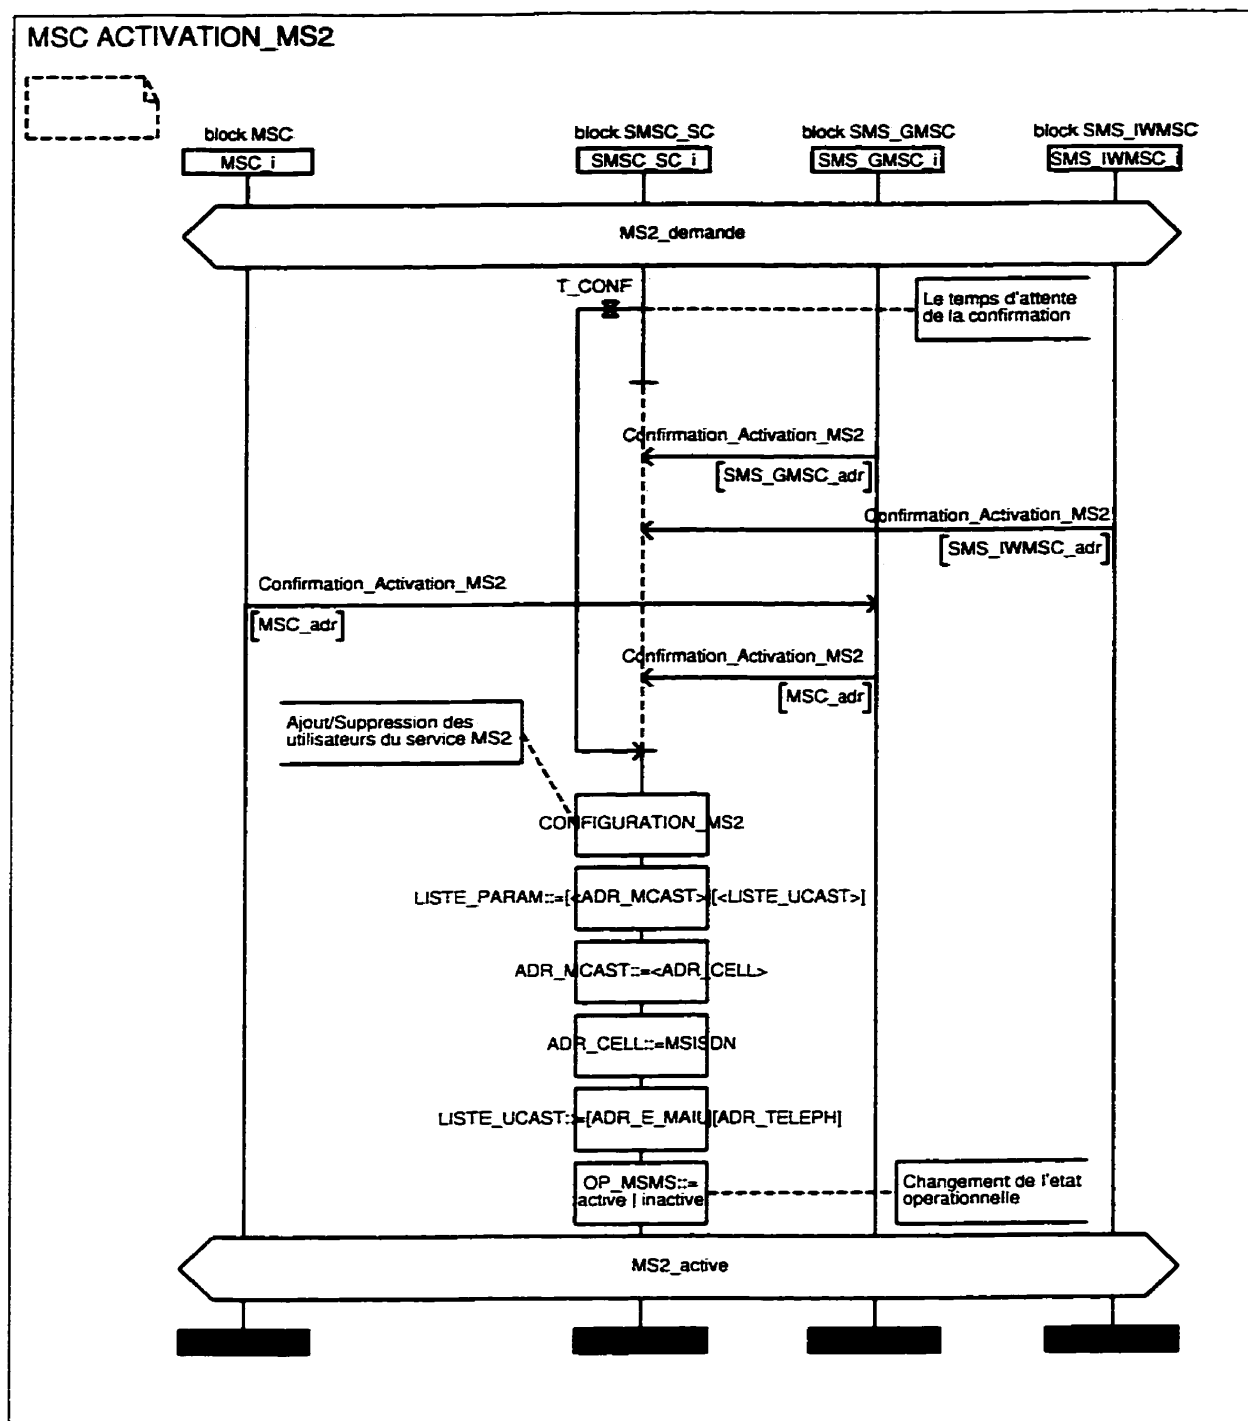 MSC ACTIVATION_MS2
block MSC
block SMSC_SC
block SMS_GMSC
block SMS_IWMSC
MSC_i
SMSC_SC_i
SMS_GMSC_i
SMS_IWMSC_i
MS2_demande
T_CONF
Le temps d'attente
de la confirmation
Confirmation_Activation_MS2
[SMS_GMSC_adr]
Confirmation_Activation_MS2
[SMS_IWMSC_adr]
Confirmation_Activation_MS2
[MSC_adr]
Confirmation_Activation_MS2
[MSC_adr]
Ajout/Suppression des
utilisateurs du service MS2
CONFIGURATION_MS2
LISTE_PARAM::=[<ADR_MCAST>][<LISTE_UCAST>]
ADR_MCAST::=<ADR_CELL>
ADR_CELL::=MSISDN
LISTE_UCAST::=[ADR_E_MAIL][ADR_TELEPH]
OP_MSMS::=
active | inactive
Changement de l'etat
operationnelle
MS2_active